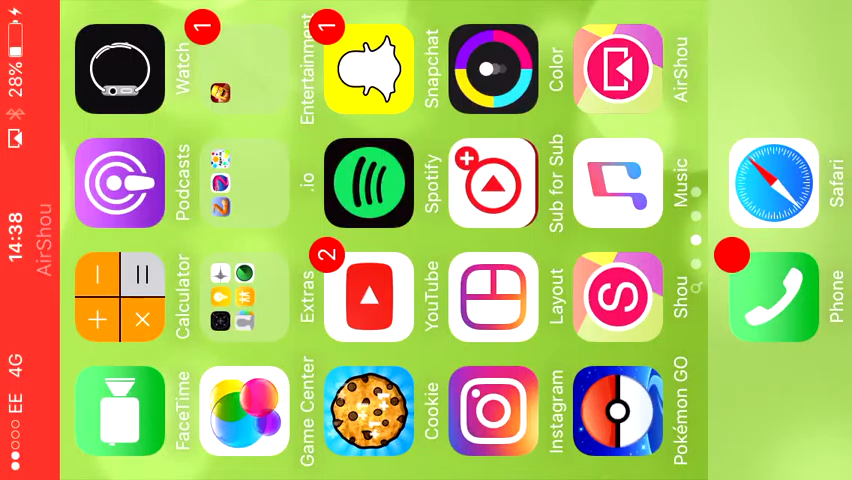 EE 4G 14:38 28%
AirShou
FaceTime Calculator Podcasts Watch
1
Game Center Extras .io Entertainment
2 1
Cookie YouTube Spotify Snapchat
Instagram Layout Sub for Sub Color
S
Pokémon GO Shou Music AirShou
Phone Safari